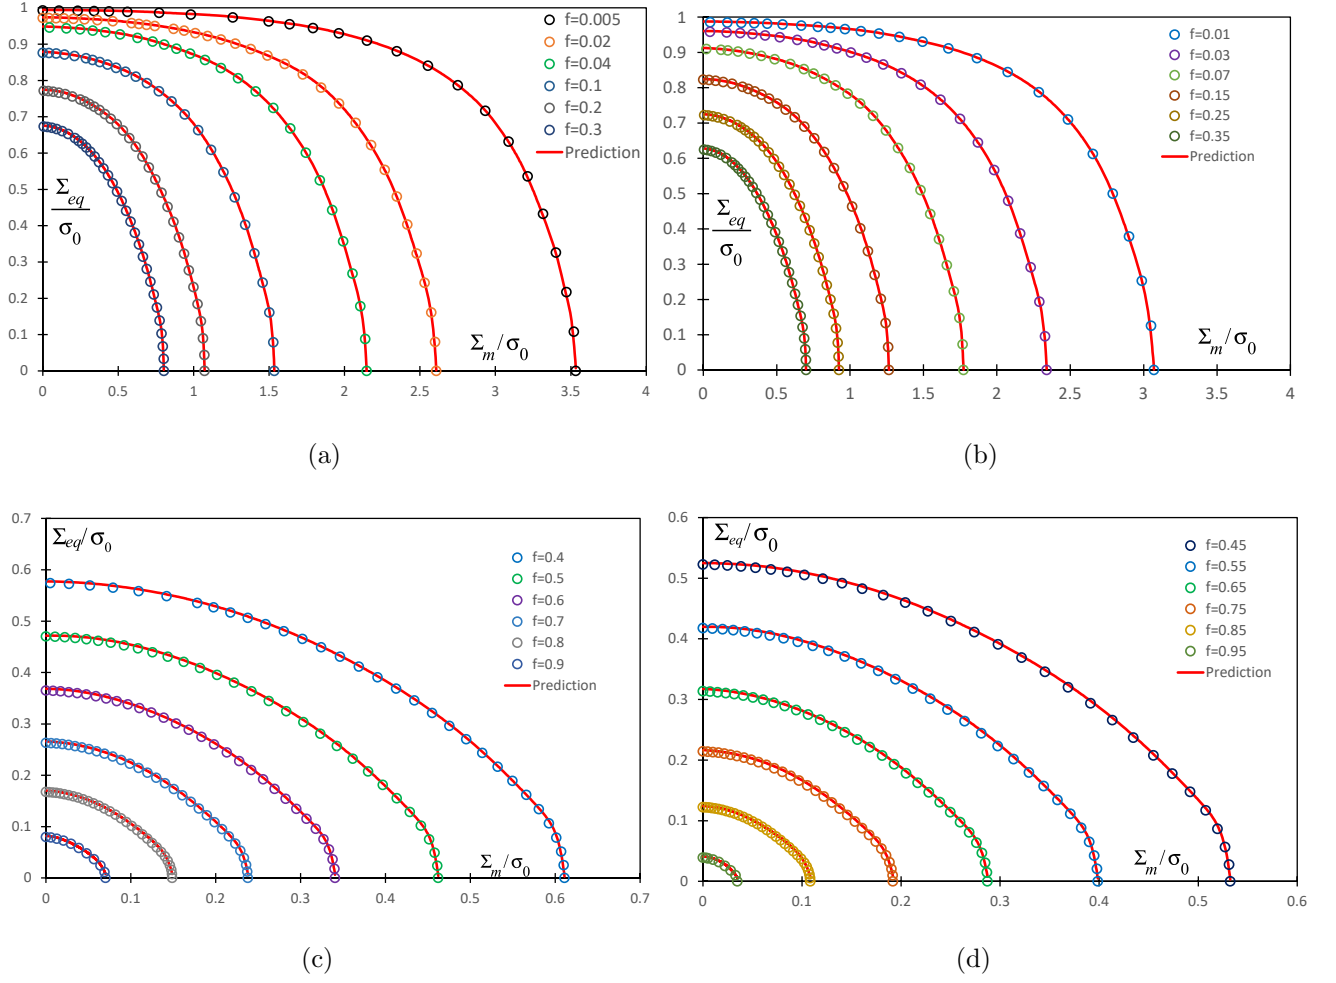 1
0.9
0.8
0.7
0.6
0.5
0.4
0.3
0.2
0.1
0
Σeq
σ0
f=0.005
f=0.02
f=0.04
f=0.1
f=0.2
f=0.3
Prediction
Σm/σ0
0 0.5 1 1.5 2 2.5 3 3.5 4
(a)
1
0.9
0.8
0.7
0.6
0.5
0.4
0.3
0.2
0.1
0
Σeq
σ0
f=0.01
f=0.03
f=0.07
f=0.15
f=0.25
f=0.35
Prediction
Σm/σ0
0 0.5 1 1.5 2 2.5 3 3.5 4
(b)
0.7
0.6
0.5
0.4
0.3
0.2
0.1
0
Σeq/σ0
f=0.4
f=0.5
f=0.6
f=0.7
f=0.8
f=0.9
Prediction
Σm/σ0
0 0.1 0.2 0.3 0.4 0.5 0.6 0.7
(c)
0.6
0.5
0.4
0.3
0.2
0.1
0
Σeq/σ0
f=0.45
f=0.55
f=0.65
f=0.75
f=0.85
f=0.95
Prediction
Σm/σ0
0 0.1 0.2 0.3 0.4 0.5 0.6
(d)